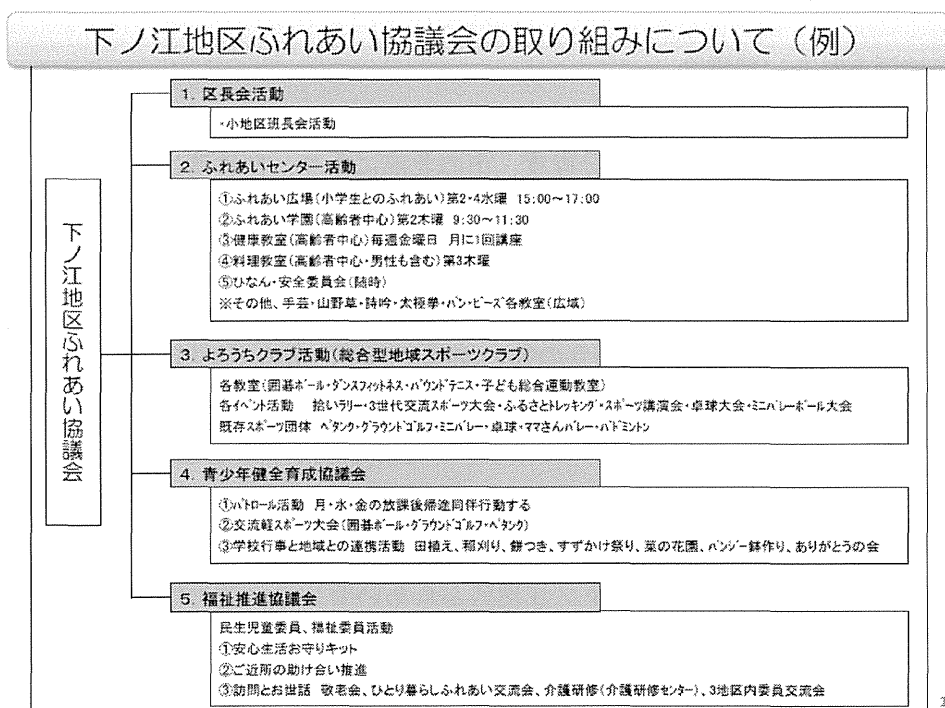 下ノ江地区ふれあい協議会の取り組みについて（例）
下ノ江地区ふれあい協議会
1. 区長会活動
・小地区班長会活動
2. ふれあいセンター活動
①ふれあい広場(小学生とのふれあい)第2・4水曜 15:00～17:00
②ふれあい学園(高齢者中心)第2木曜 9:30～11:30
③健康教室(高齢者中心)毎週金曜日 月に1回講座
④料理教室(高齢者中心・男性も含む)第3木曜
⑤ひなん・安全委員会(随時)
※その他、手芸・山野草・詩吟・太極拳・パン・ビーズ各教室(広域)
3. よろうちクラブ活動(総合型地域スポーツクラブ)
各教室(囲碁ボール・ダンスフィットネス・バウンドテニス・子ども総合運動教室)
各イベント活動 拾いラリー・3世代交流スポーツ大会・ふるさとトレッキング・スポーツ講演会・卓球大会・ミニバレーボール大会
既存スポーツ団体 ペタンク・グラウンドゴルフ・ミニバレー・卓球・ママさんバレー・バドミントン
4. 青少年健全育成協議会
①パトロール活動 月・水・金の放課後帰途同伴行動する
②交流軽スポーツ大会(囲碁ボール・グラウンドゴルフ・ペタンク)
③学校行事と地域との連携活動 田植え、稲刈り、餅つき、すずかけ祭り、菜の花園、パンジー鉢作り、ありがとうの会
5. 福祉推進協議会
民生児童委員、福祉委員活動
①安心生活お守りキット
②ご近所の助け合い推進
③訪問とお世話 敬老会、ひとり暮らしふれあい交流会、介護研修(介護研修センター)、3地区内委員交流会